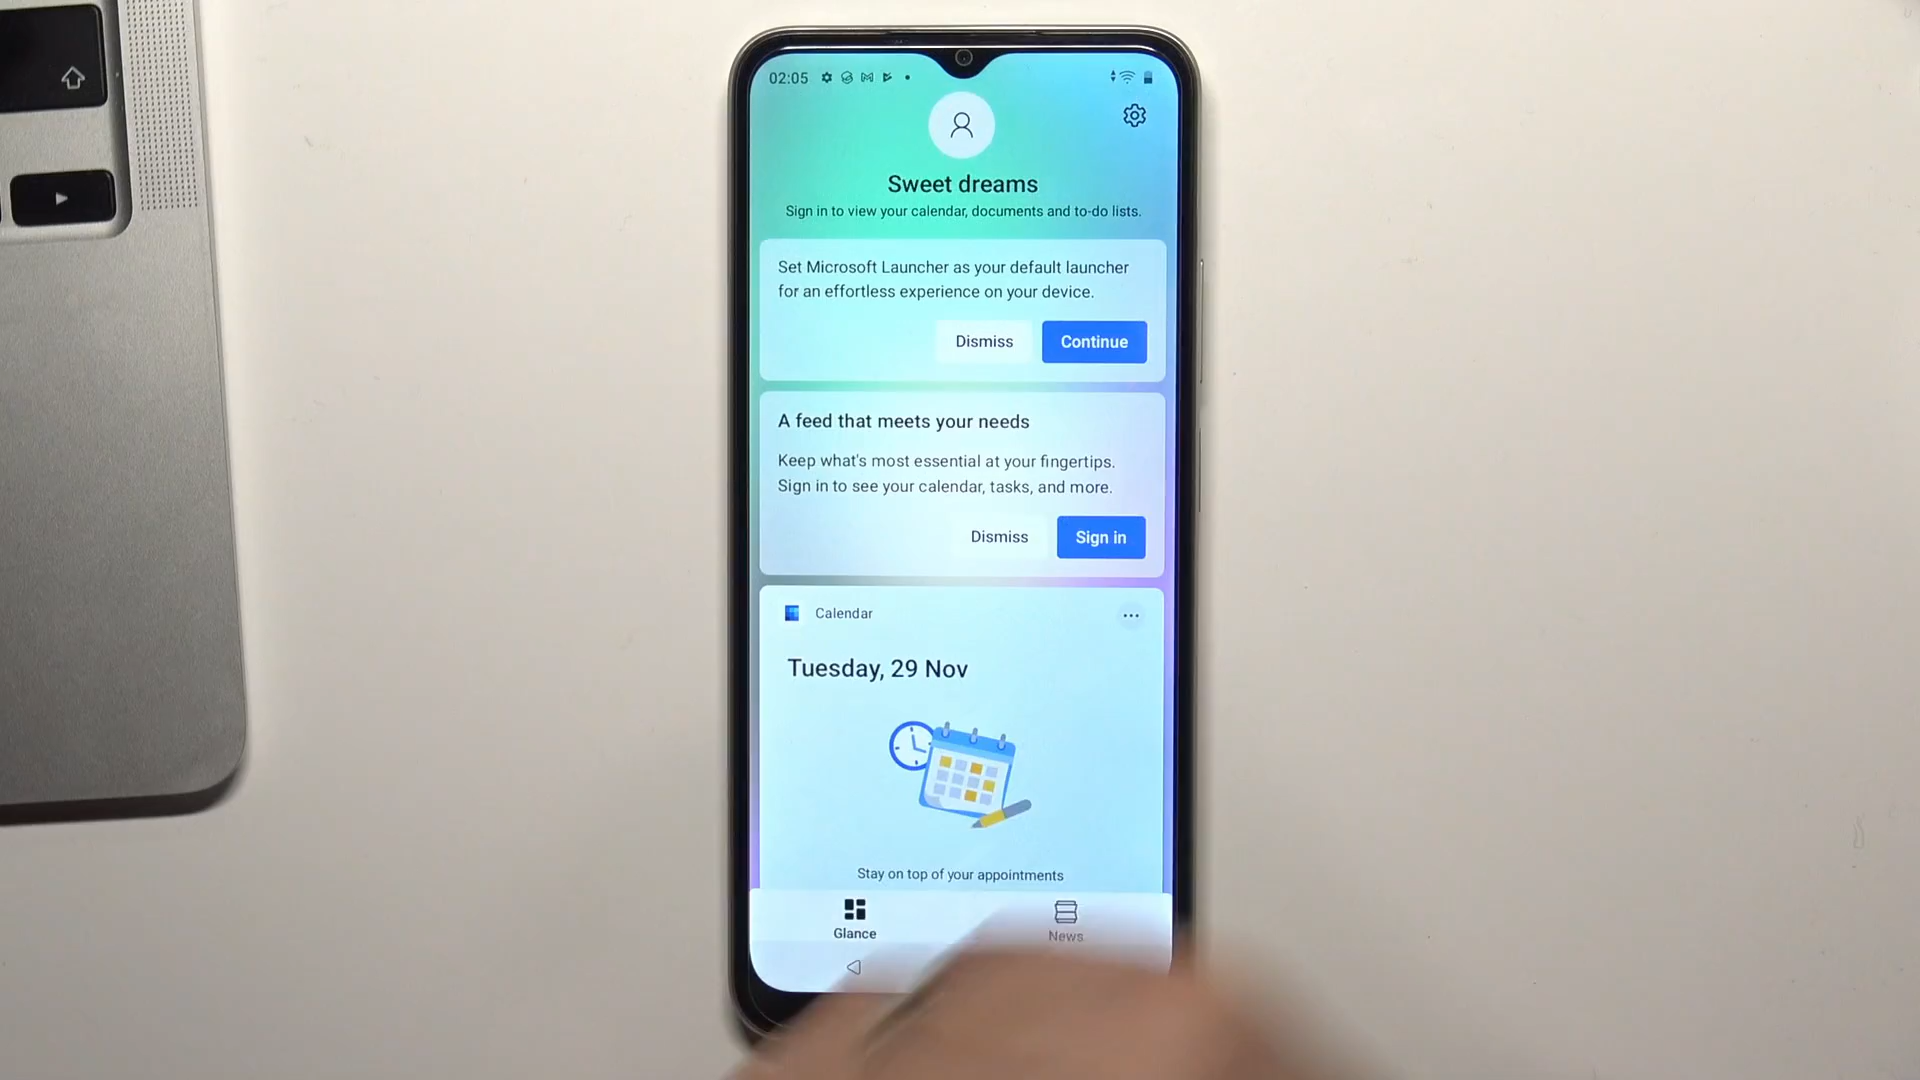 02:05
Sweet dreams
Sign in to view your calendar, documents and to-do lists.
Set Microsoft Launcher as your default launcher
for an effortless experience on your device.
Dismiss
Continue
A feed that meets your needs
Keep what's most essential at your fingertips.
Sign in to see your calendar, tasks, and more.
Dismiss
Sign in
Calendar
Tuesday, 29 Nov
Stay on top of your appointments
Glance
News